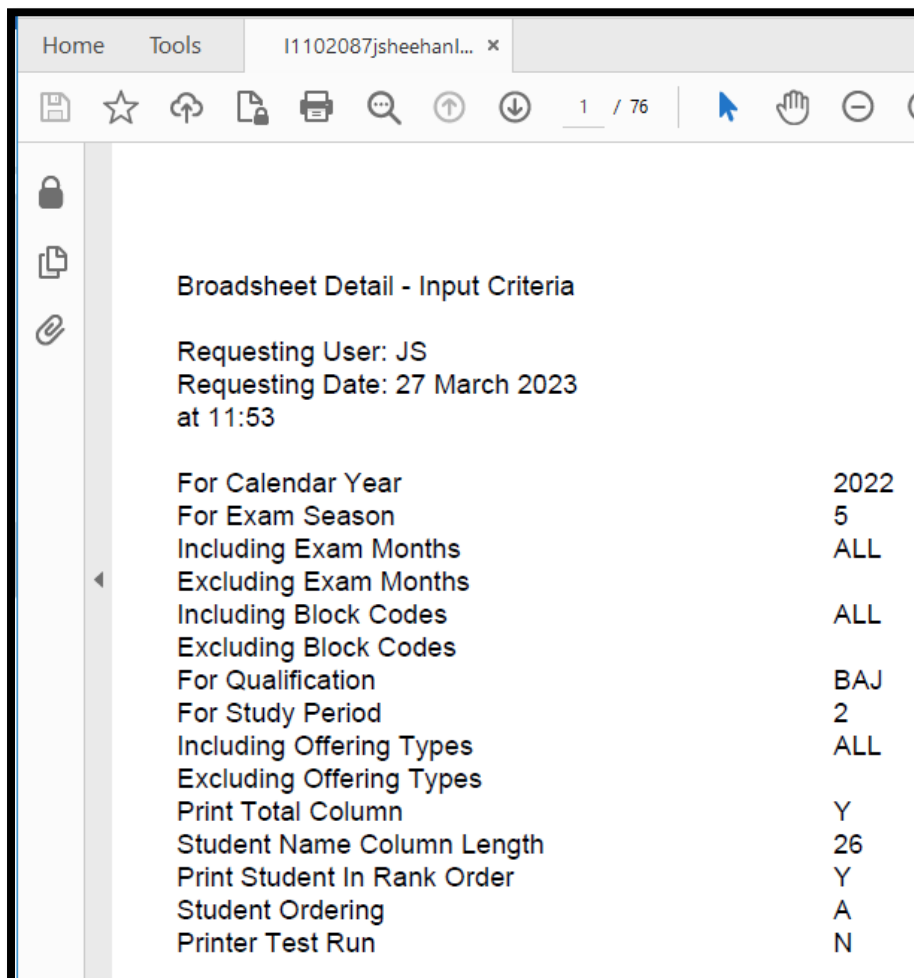 Home Tools I1102087jsheehanI... ×
1 / 76
Broadsheet Detail - Input Criteria
Requesting User: JS
Requesting Date: 27 March 2023
at 11:53
For Calendar Year 2022
For Exam Season 5
Including Exam Months ALL
Excluding Exam Months
Including Block Codes ALL
Excluding Block Codes
For Qualification BAJ
For Study Period 2
Including Offering Types ALL
Excluding Offering Types
Print Total Column Y
Student Name Column Length 26
Print Student In Rank Order Y
Student Ordering A
Printer Test Run N